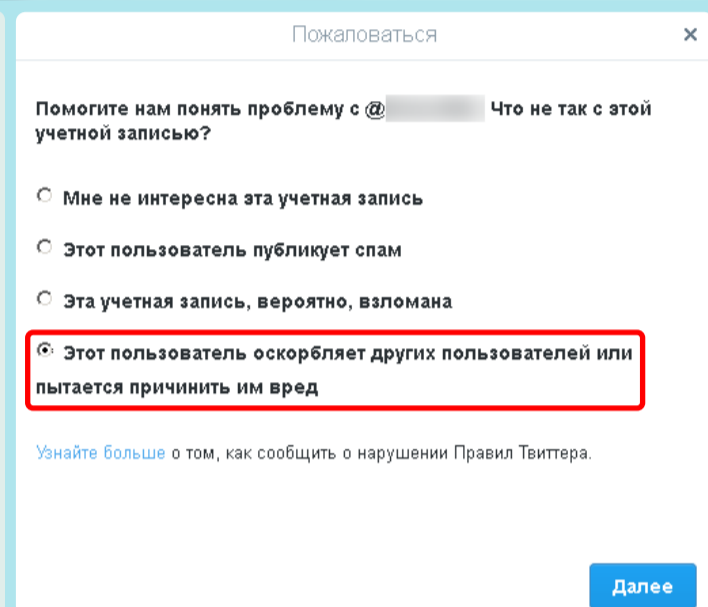 Пожаловаться
Помогите нам понять проблему с @ Что не так с этой
учетной записью?
Мне не интересна эта учетная запись
Этот пользователь публикует спам
Эта учетная запись, вероятно, взломана
Этот пользователь оскорбляет других пользователей или
пытается причинить им вред
Узнайте больше о том, как сообщить о нарушении Правил Твиттера.
Далее